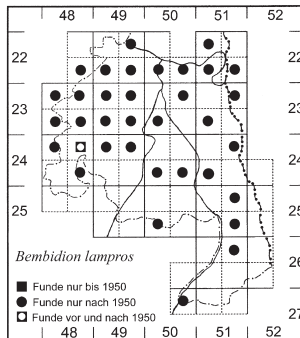 48 49 50 51 52
22 22
23 23
24 24
25 25
26
27
48 49 50 51 52
Bembidion lampros
Funde nur bis 1950
Funde nur nach 1950
Funde vor und nach 1950